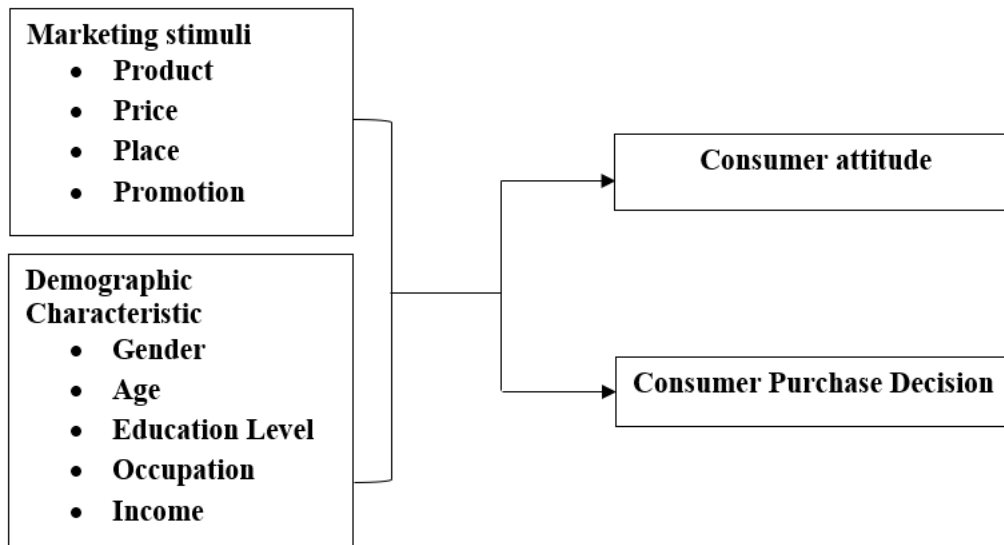 Marketing stimuli
• Product
• Price
• Place
• Promotion
Demographic
Characteristic
• Gender
• Age
• Education Level
• Occupation
• Income
Consumer attitude
Consumer Purchase Decision